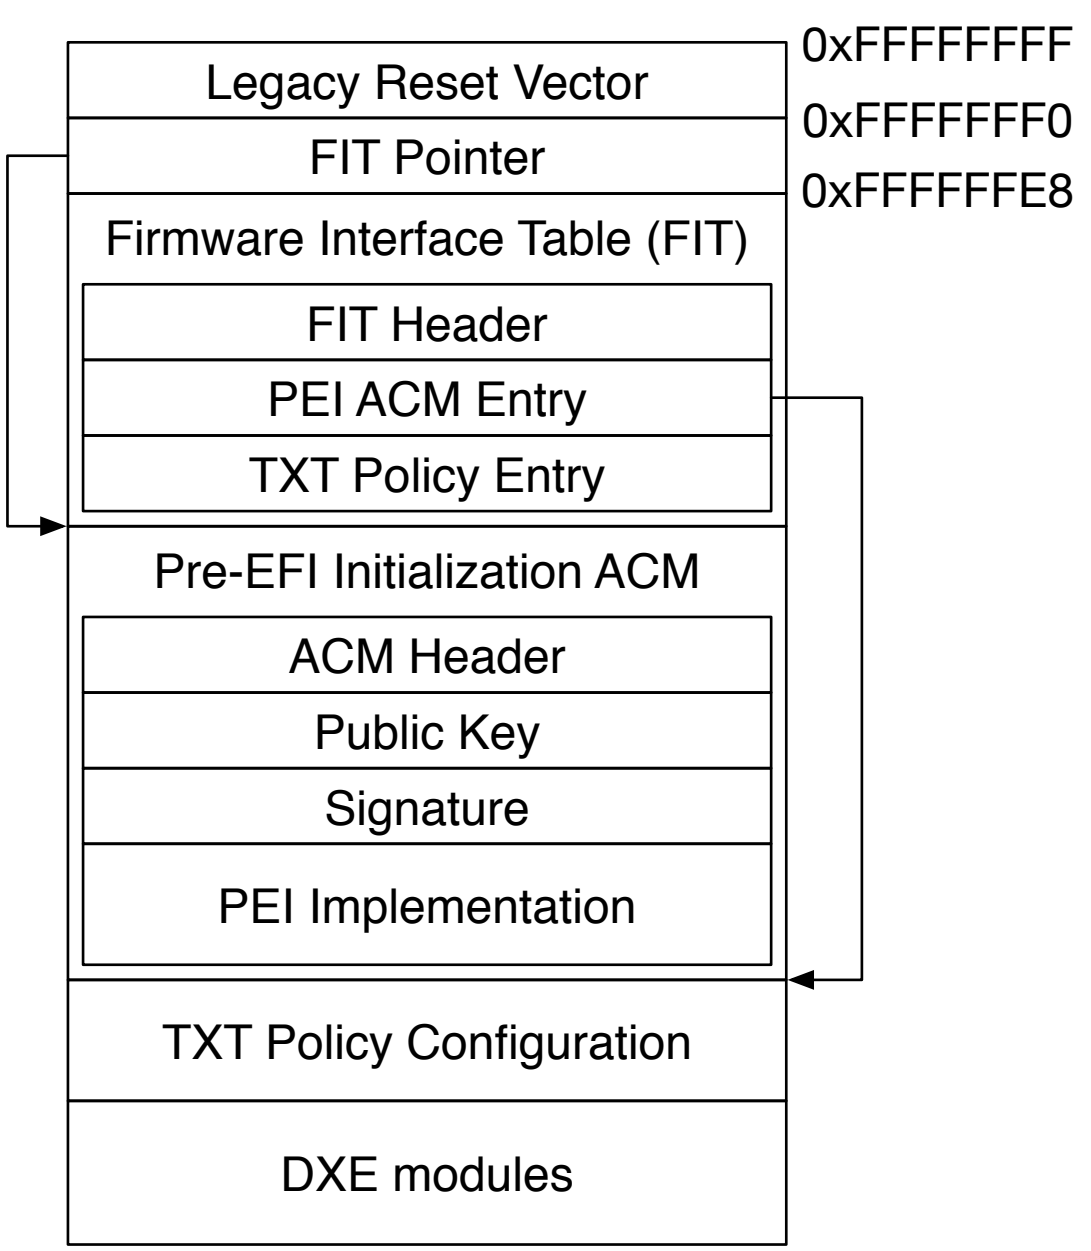 0xFFFFFFFF
Legacy Reset Vector
0xFFFFFFF0
FIT Pointer
0xFFFFFFE8
Firmware Interface Table (FIT)
FIT Header
PEI ACM Entry
TXT Policy Entry
Pre-EFI Initialization ACM
ACM Header
Public Key
Signature
PEI Implementation
TXT Policy Configuration
DXE modules